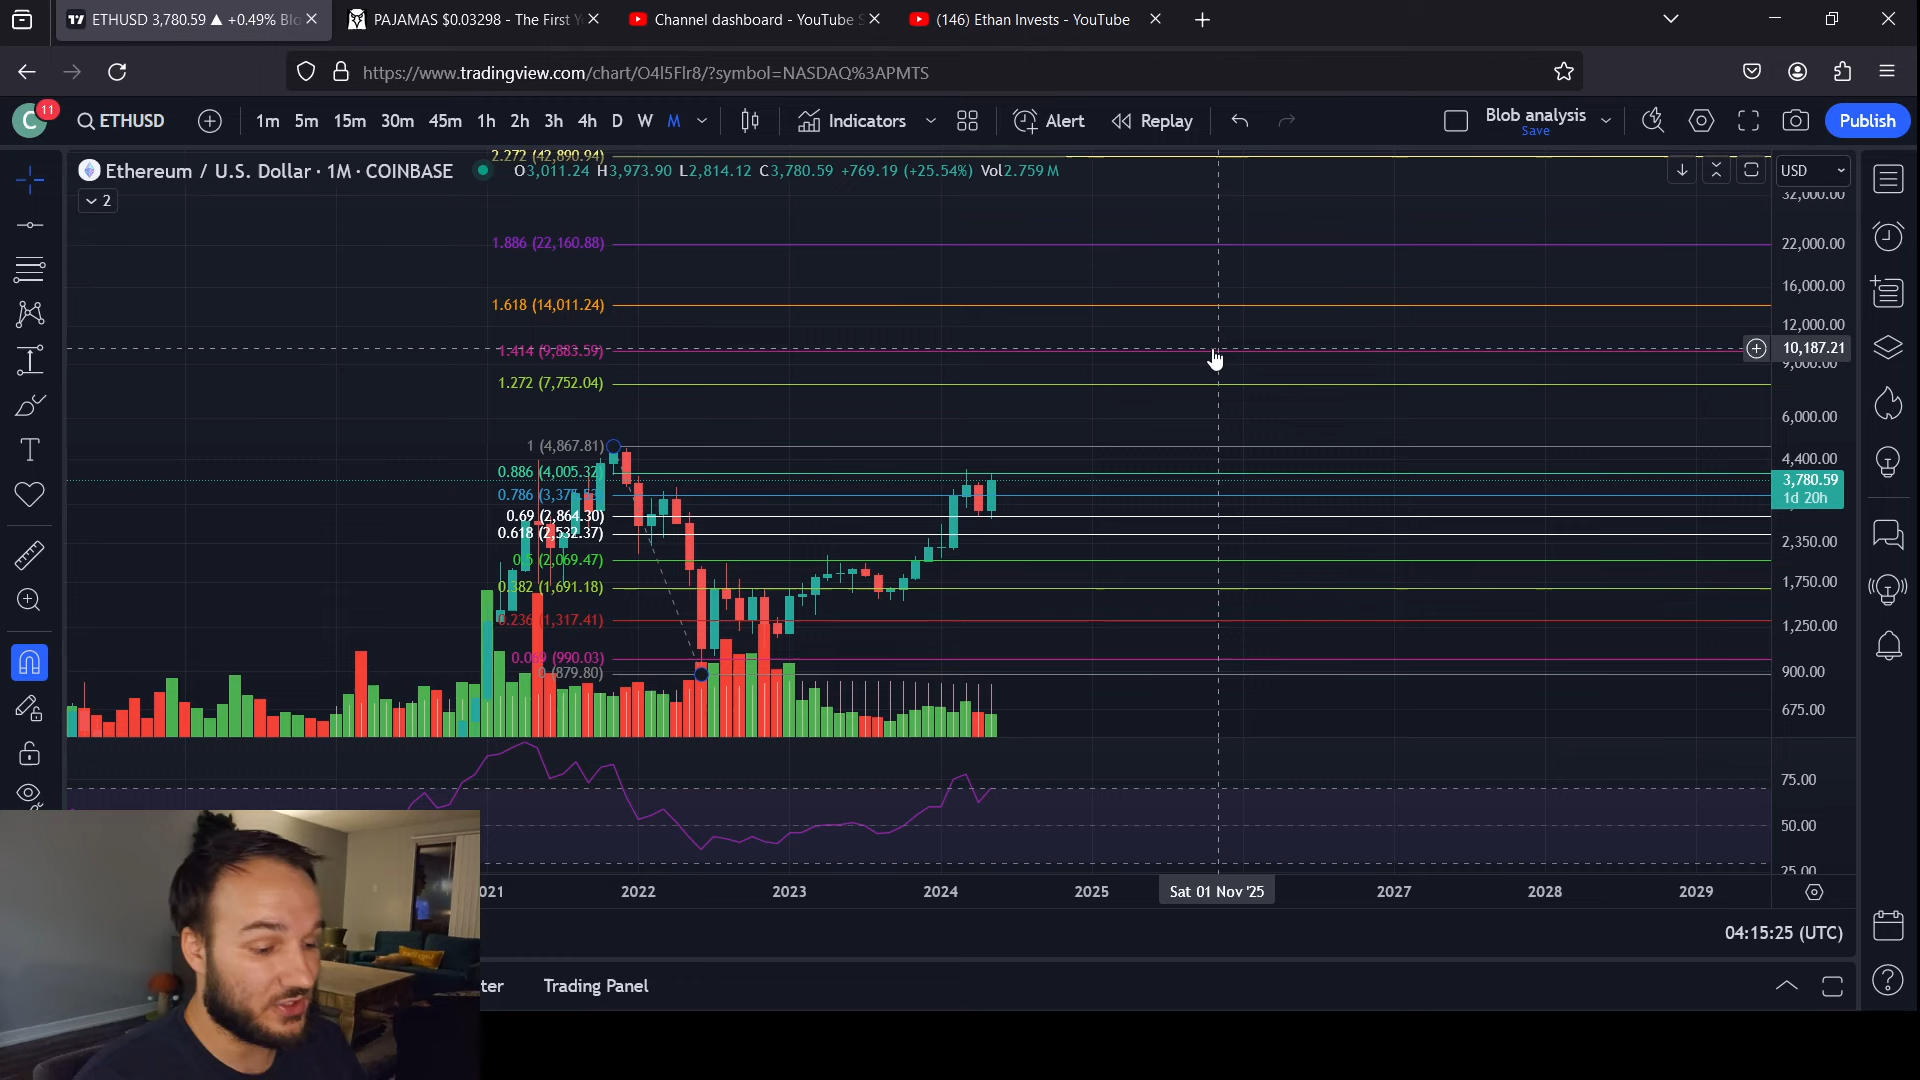 ETHUSD 3,780.59 ▲ +0.49% Blo
PAJAMAS $0.03298 - The First
Channel dashboard - YouTube
(146) Ethan Invests - YouTube
https://www.tradingview.com/chart/O4l5Flr8/?symbol=NASDAQ%3APMTS
C
11
ETHUSD
1m 5m 15m 30m 45m 1h 2h 3h 4h D W M
Indicators
Alert
Replay
Blob analysis
Save
Publish
Ethereum / U.S. Dollar · 1M · COINBASE
O3,011.24 H3,973.90 L2,814.12 C3,780.59 +769.19 (+25.54%) Vol2.759 M
2
USD
2.272 (42,890.94)
1.886 (22,160.88)
1.618 (14,011.24)
1.414 (9,883.59)
1.272 (7,752.04)
1 (4,867.81)
0.886 (4,005.32)
0.786
0.69 (2,864.30)
0.618 (2,532.37)
0.5 (2,069.47)
0.382 (1,691.18)
0.236 (1,317.41)
(990.03)
0 (879.80)
32,000.00
22,000.00
16,000.00
12,000.00
10,187.21
9,000.00
6,000.00
4,400.00
3,780.59
1d 20h
2,350.00
1,750.00
1,250.00
900.00
675.00
75.00
50.00
25.00
021
2022
2023
2024
2025
Sat 01 Nov '25
2027
2028
2029
04:15:25 (UTC)
ter
Trading Panel